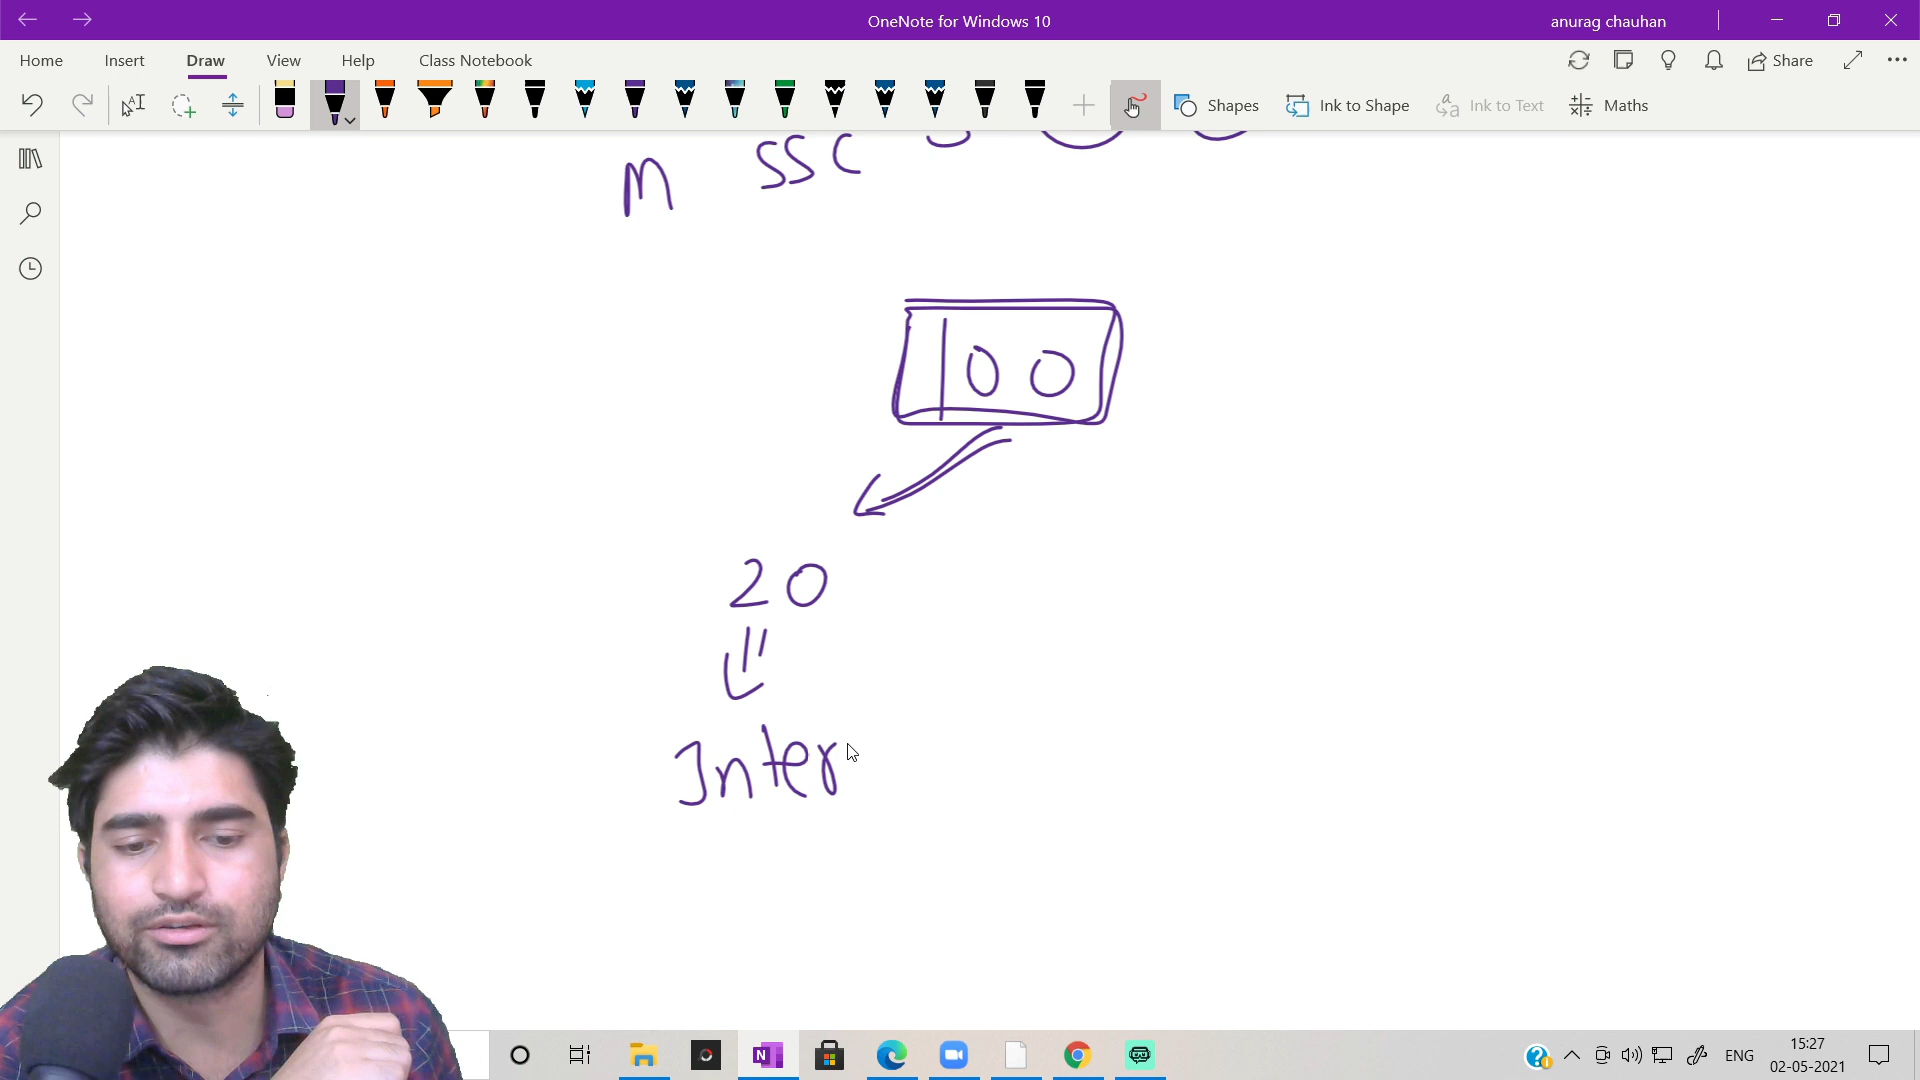 OneNote for Windows 10
anurag chauhan
Home Insert Draw View Help Class Notebook
Share
Shapes Ink to Shape Ink to Text Maths
M SSC
100
20
Inter
ENG
15:27
02-05-2021